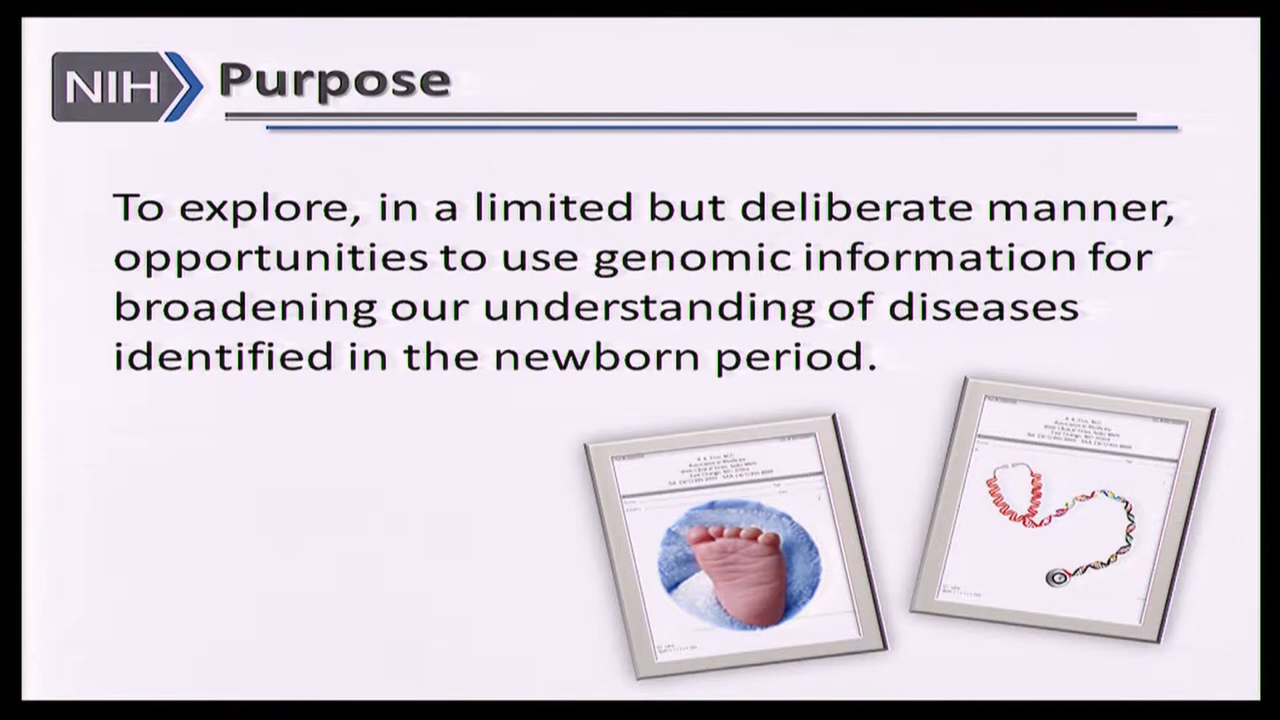 NIH
Purpose
To explore, in a limited but deliberate manner,
opportunities to use genomic information for
broadening our understanding of diseases
identified in the newborn period.